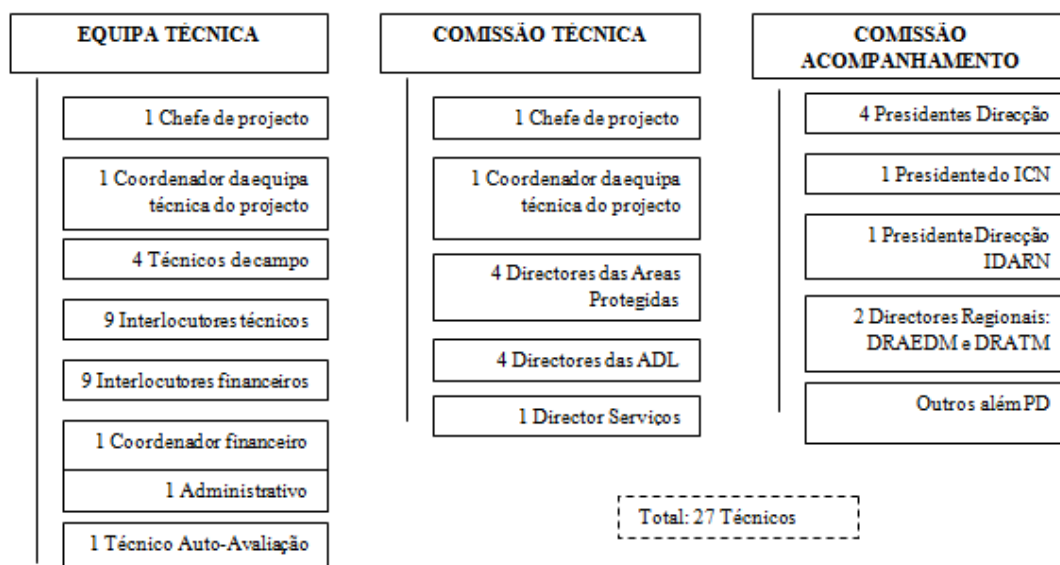 EQUIPA TÉCNICA
1 Chefe de projecto
1 Coordenador da equipa
técnica do projecto
4 Técnicos de campo
9 Interlocutores técnicos
9 Interlocutores financeiros
1 Coordenador financeiro
1 Administrativo
1 Técnico Auto-Avaliação
COMISSÃO TÉCNICA
1 Chefe de projecto
1 Coordenador da equipa
técnica do projecto
4 Directores das Areas
Protegidas
4 Directores das ADL
1 Director Serviços
COMISSÃO
ACOMPANHAMENTO
4 Presidentes Direcção
1 Presidente do ICN
1 Presidente Direcção
IDARN
2 Directores Regionais:
DRAEDM e DRATM
Outros além PD
Total: 27 Técnicos